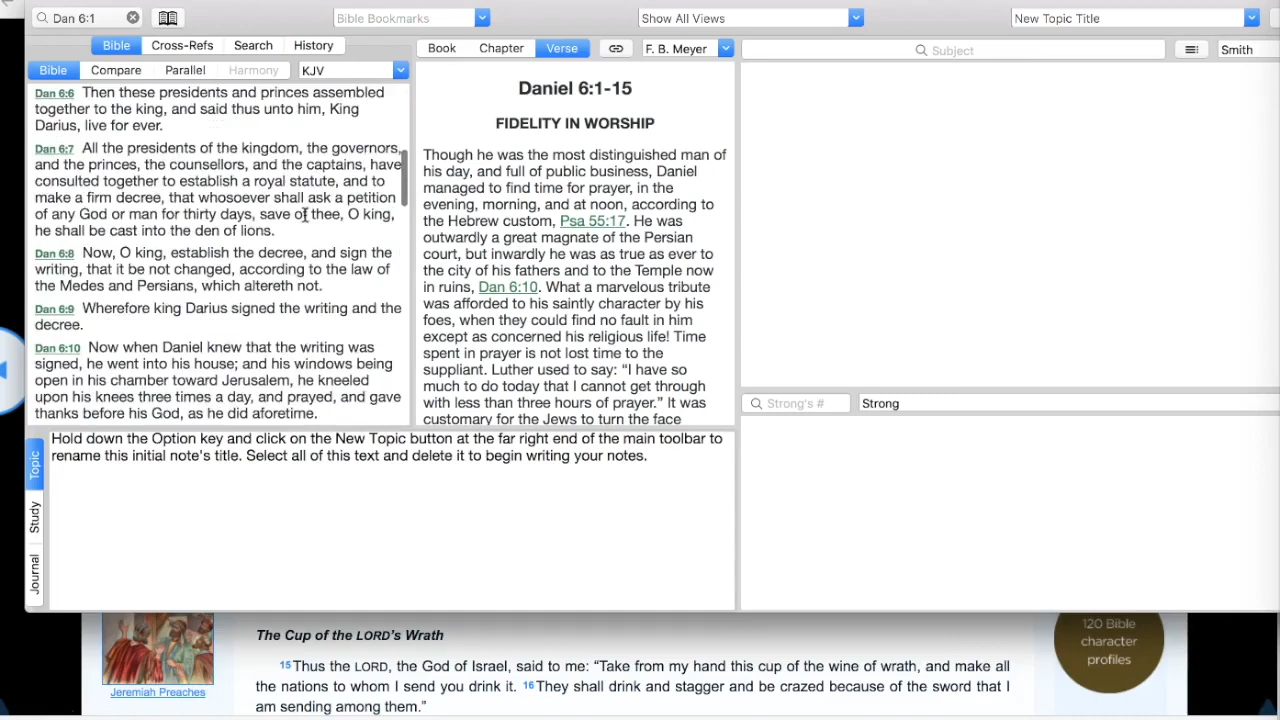 Dan 6:1
Bible Bookmarks
Show All Views
New Topic Title
Bible
Cross-Refs
Search
History
Book
Chapter
Verse
F. B. Meyer
Subject
Smith
Bible
Compare
Parallel
Harmony
KJV
Dan 6:6 Then these presidents and princes assembled
together to the king, and said thus unto him, King
Darius, live for ever.
Dan 6:7 All the presidents of the kingdom, the governors,
and the princes, the counsellors, and the captains, have
consulted together to establish a royal statute, and to
make a firm decree, that whosoever shall ask a petition
of any God or man for thirty days, save of thee, O king,
he shall be cast into the den of lions.
Dan 6:8 Now, O king, establish the decree, and sign the
writing, that it be not changed, according to the law of
the Medes and Persians, which altereth not.
Dan 6:9 Wherefore king Darius signed the writing and the
decree.
Dan 6:10 Now when Daniel knew that the writing was
signed, he went into his house; and his windows being
open in his chamber toward Jerusalem, he kneeled
upon his knees three times a day, and prayed, and gave
thanks before his God, as he did aforetime.
Daniel 6:1-15
FIDELITY IN WORSHIP
Though he was the most distinguished man of
his day, and full of public business, Daniel
managed to find time for prayer, in the
evening, morning, and at noon, according to
the Hebrew custom, Psa 55:17. He was
outwardly a great magnate of the Persian
court, but inwardly he was as true as ever to
the city of his fathers and to the Temple now
in ruins, Dan 6:10. What a marvelous tribute
was afforded to his saintly character by his
foes, when they could find no fault in him
except as concerned his religious life! Time
spent in prayer is not lost time to the
suppliant. Luther used to say: “I have so
much to do today that I cannot get through
with less than three hours of prayer.” It was
customary for the Jews to turn the face
Strong's #
Strong
Topic
Study
Journal
Hold down the Option key and click on the New Topic button at the far right end of the main toolbar to
rename this initial note's title. Select all of this text and delete it to begin writing your notes.
Jeremiah Preaches
The Cup of the LORD's Wrath
15 Thus the LORD, the God of Israel, said to me: “Take from my hand this cup of the wine of wrath, and make all
the nations to whom I send you drink it. 16 They shall drink and stagger and be crazed because of the sword that I
am sending among them.”
120 Bible
character
profiles